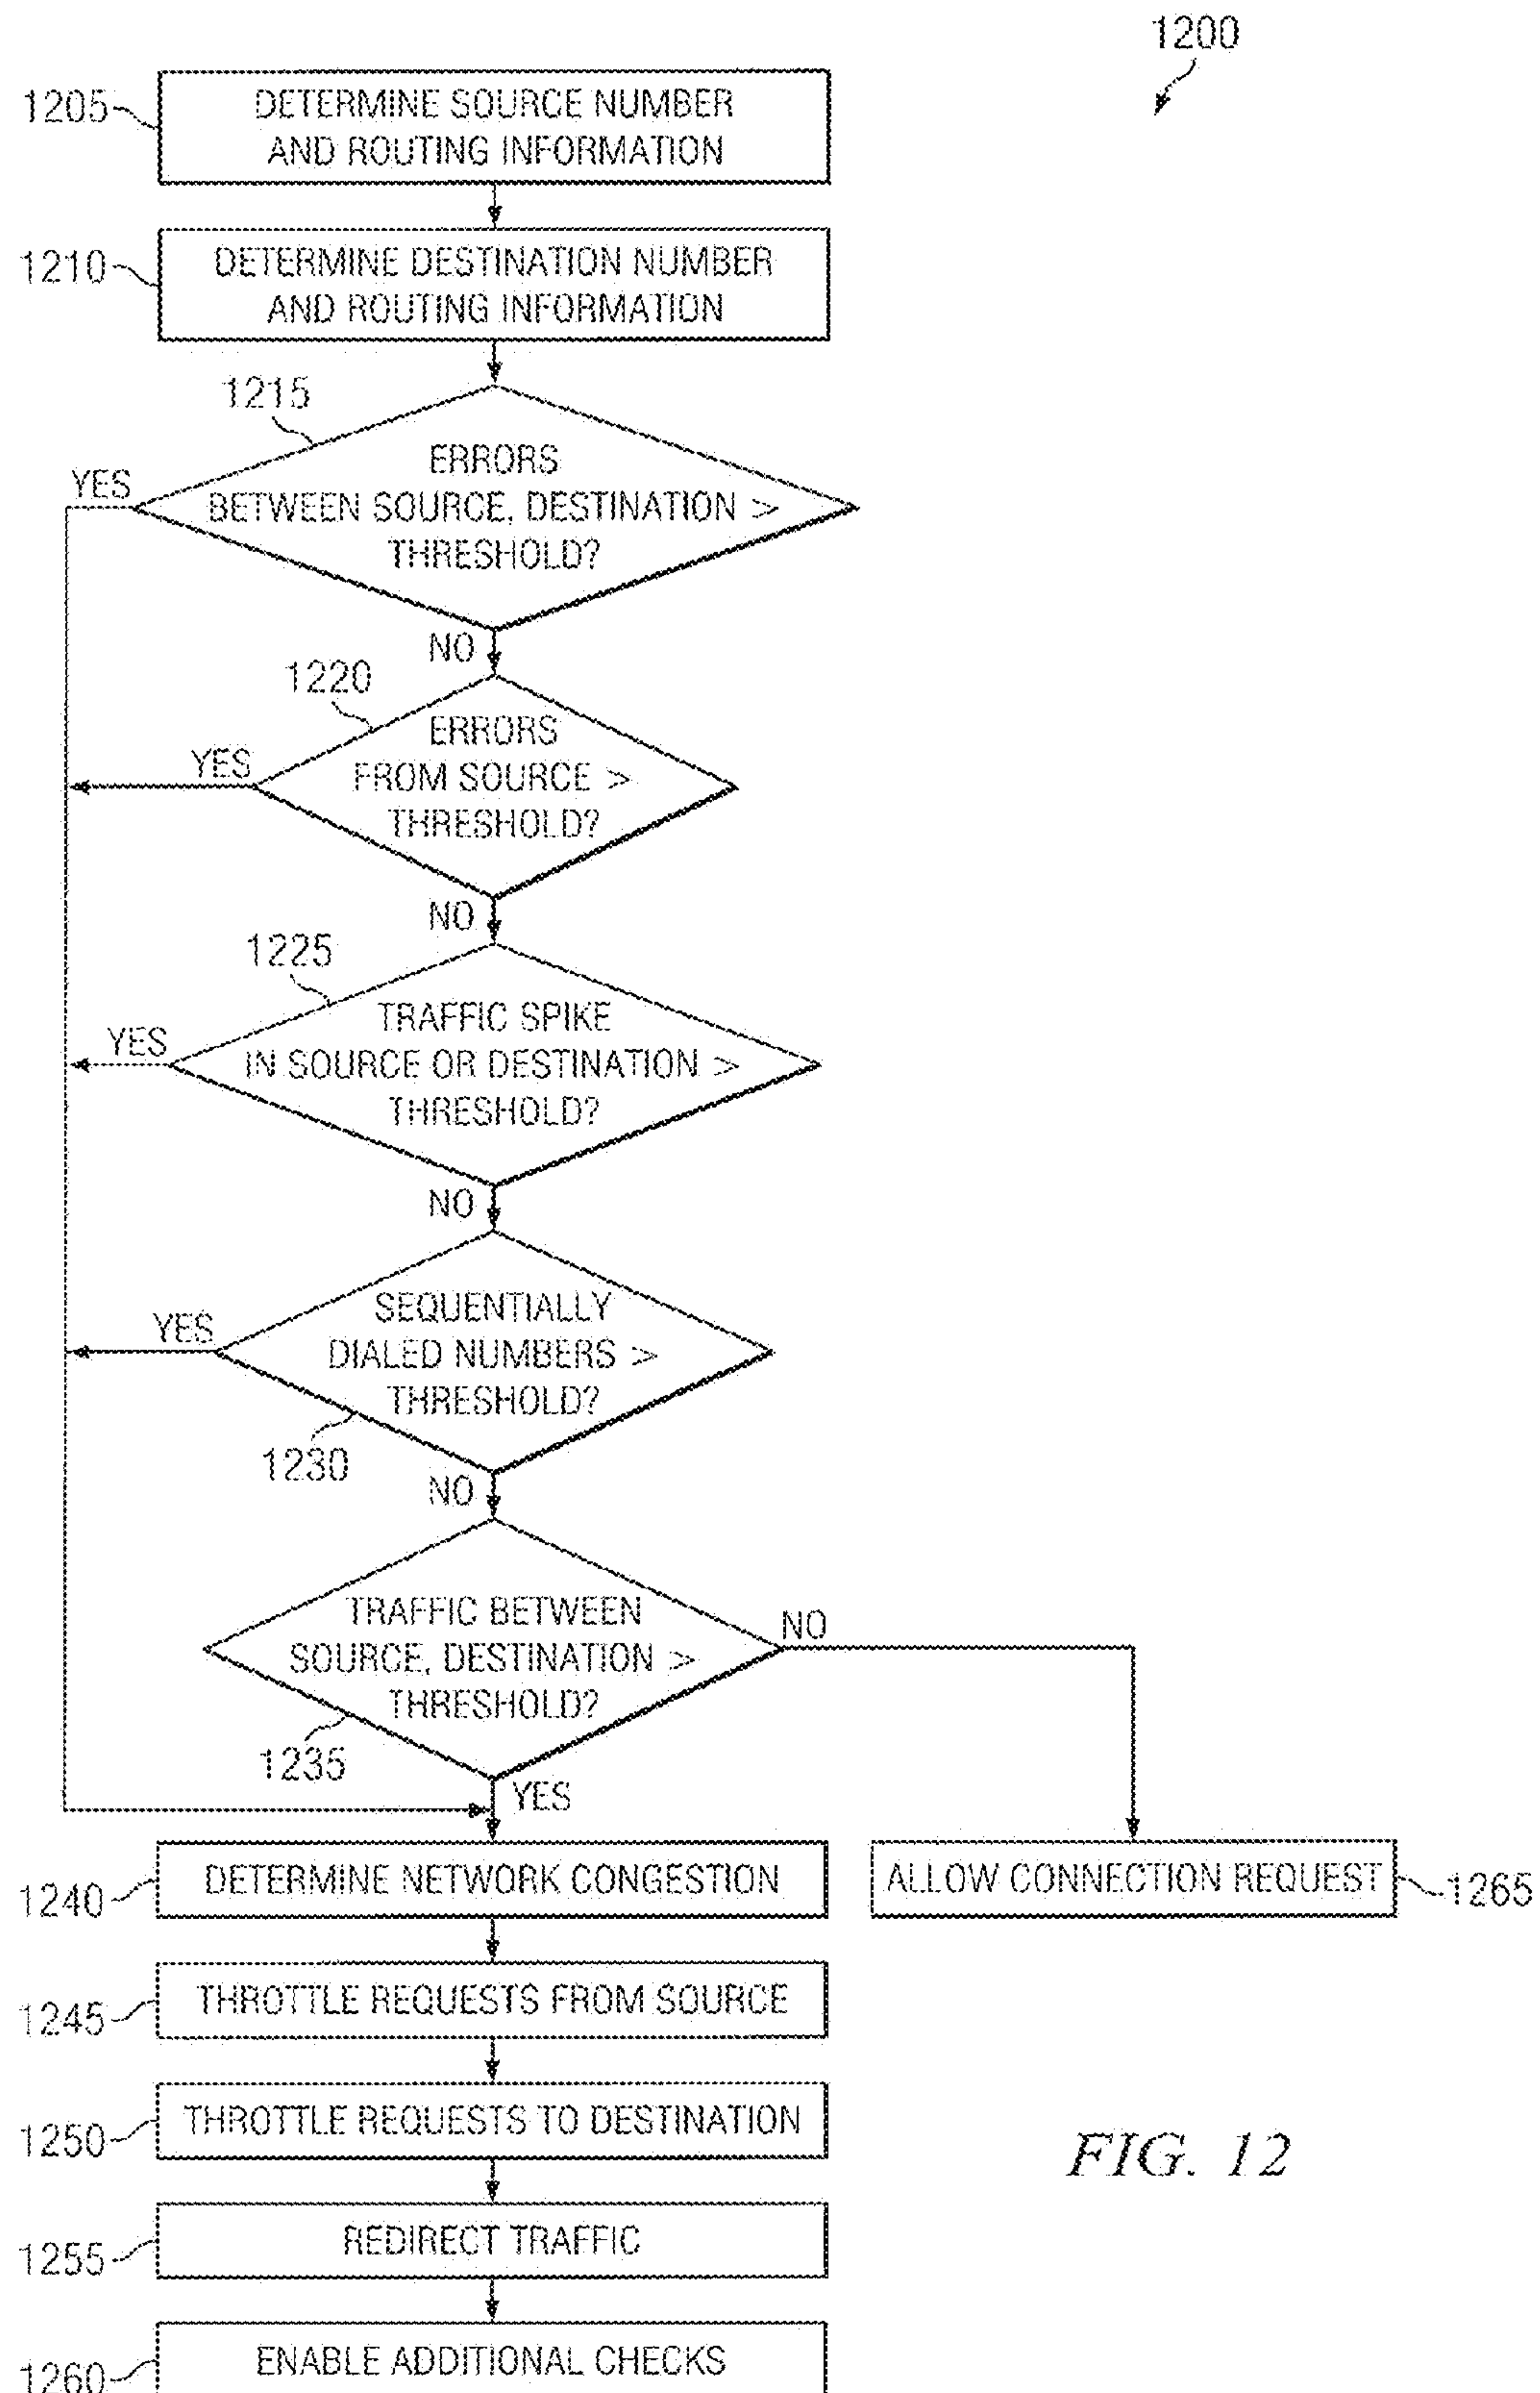 1200
1205
DETERMINE SOURCE NUMBER
AND ROUTING INFORMATION
1210
DETERMINE DESTINATION NUMBER
AND ROUTING INFORMATION
1215
YES
ERRORS
BETWEEN SOURCE, DESTINATION >
THRESHOLD?
NO
1220
YES
ERRORS
FROM SOURCE >
THRESHOLD?
NO
1225
YES
TRAFFIC SPIKE
IN SOURCE OR DESTINATION >
THRESHOLD?
NO
YES
SEQUENTIALLY
DIALED NUMBERS >
THRESHOLD?
1230
NO
TRAFFIC BETWEEN
SOURCE, DESTINATION >
THRESHOLD?
NO
1235
YES
1240
DETERMINE NETWORK CONGESTION
ALLOW CONNECTION REQUEST
1265
1245
THROTTLE REQUESTS FROM SOURCE
1250
THROTTLE REQUESTS TO DESTINATION
FIG. 12
1255
REDIRECT TRAFFIC
1260
ENABLE ADDITIONAL CHECKS